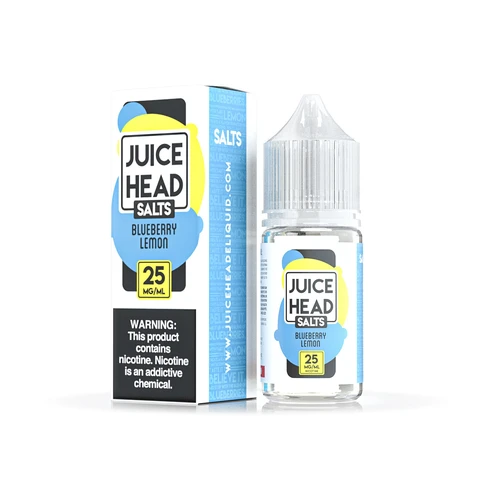 JUICE
HEAD
SALTS
BLUEBERRY
LEMON
25
MG/ML
WARNING:
This product
contains
nicotine. Nicotine
is an addictive
chemical.
SALTS
WWW.JUICEHEADELIQUID.COM
JUICE
HEAD
SALTS
BLUEBERRY
LEMON
25
MG/ML
SALTS